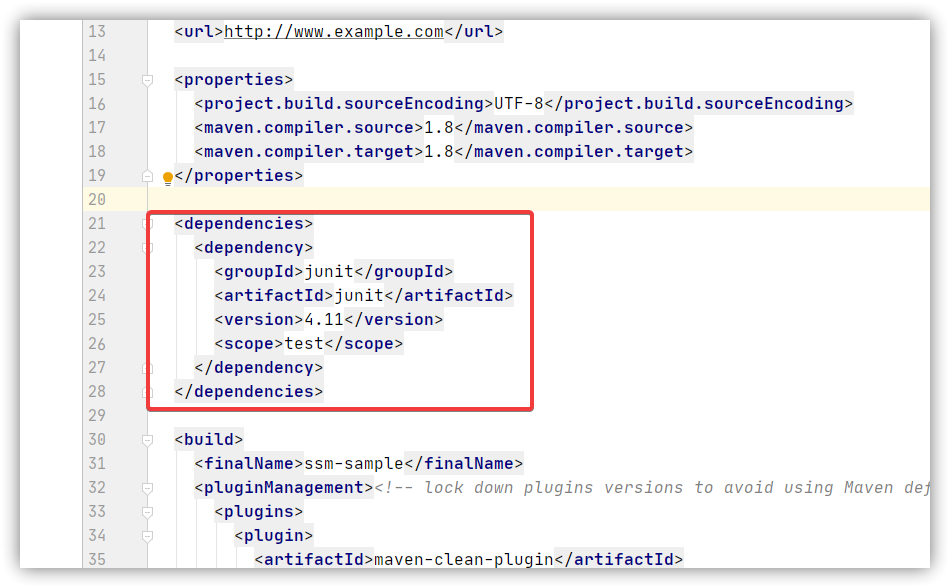 13 <url>http://www.example.com</url>
14
15 <properties>
16 <project.build.sourceEncoding>UTF-8</project.build.sourceEncoding>
17 <maven.compiler.source>1.8</maven.compiler.source>
18 <maven.compiler.target>1.8</maven.compiler.target>
19 </properties>
20
21 <dependencies>
22 <dependency>
23 <groupId>junit</groupId>
24 <artifactId>junit</artifactId>
25 <version>4.11</version>
26 <scope>test</scope>
27 </dependency>
28 </dependencies>
29
30 <build>
31 <finalName>ssm-sample</finalName>
32 <pluginManagement><!-- lock down plugins versions to avoid using Maven def
33 <plugins>
34 <plugin>
35 <artifactId>maven-clean-plugin</artifactId>